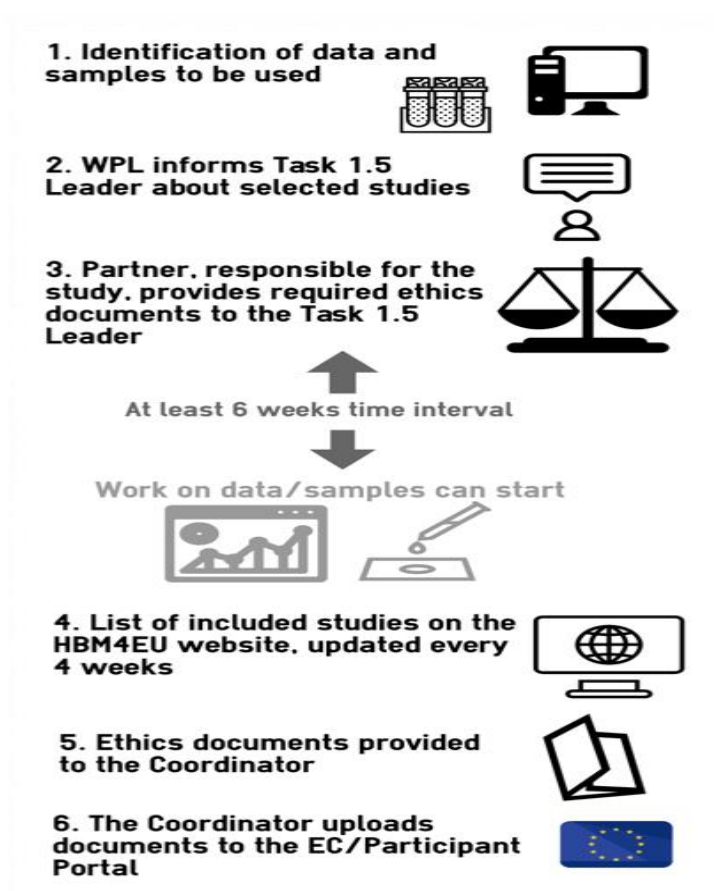 1. Identification of data and
samples to be used
2. WPL informs Task 1.5
Leader about selected studies
3. Partner, responsible for the
study, provides required ethics
documents to the Task 1.5
Leader
At least 6 weeks time interval
Work on data/samples can start
4. List of included studies on the
HBM4EU website, updated every
4 weeks
5. Ethics documents provided
to the Coordinator
6. The Coordinator uploads
documents to the EC/Participant
Portal